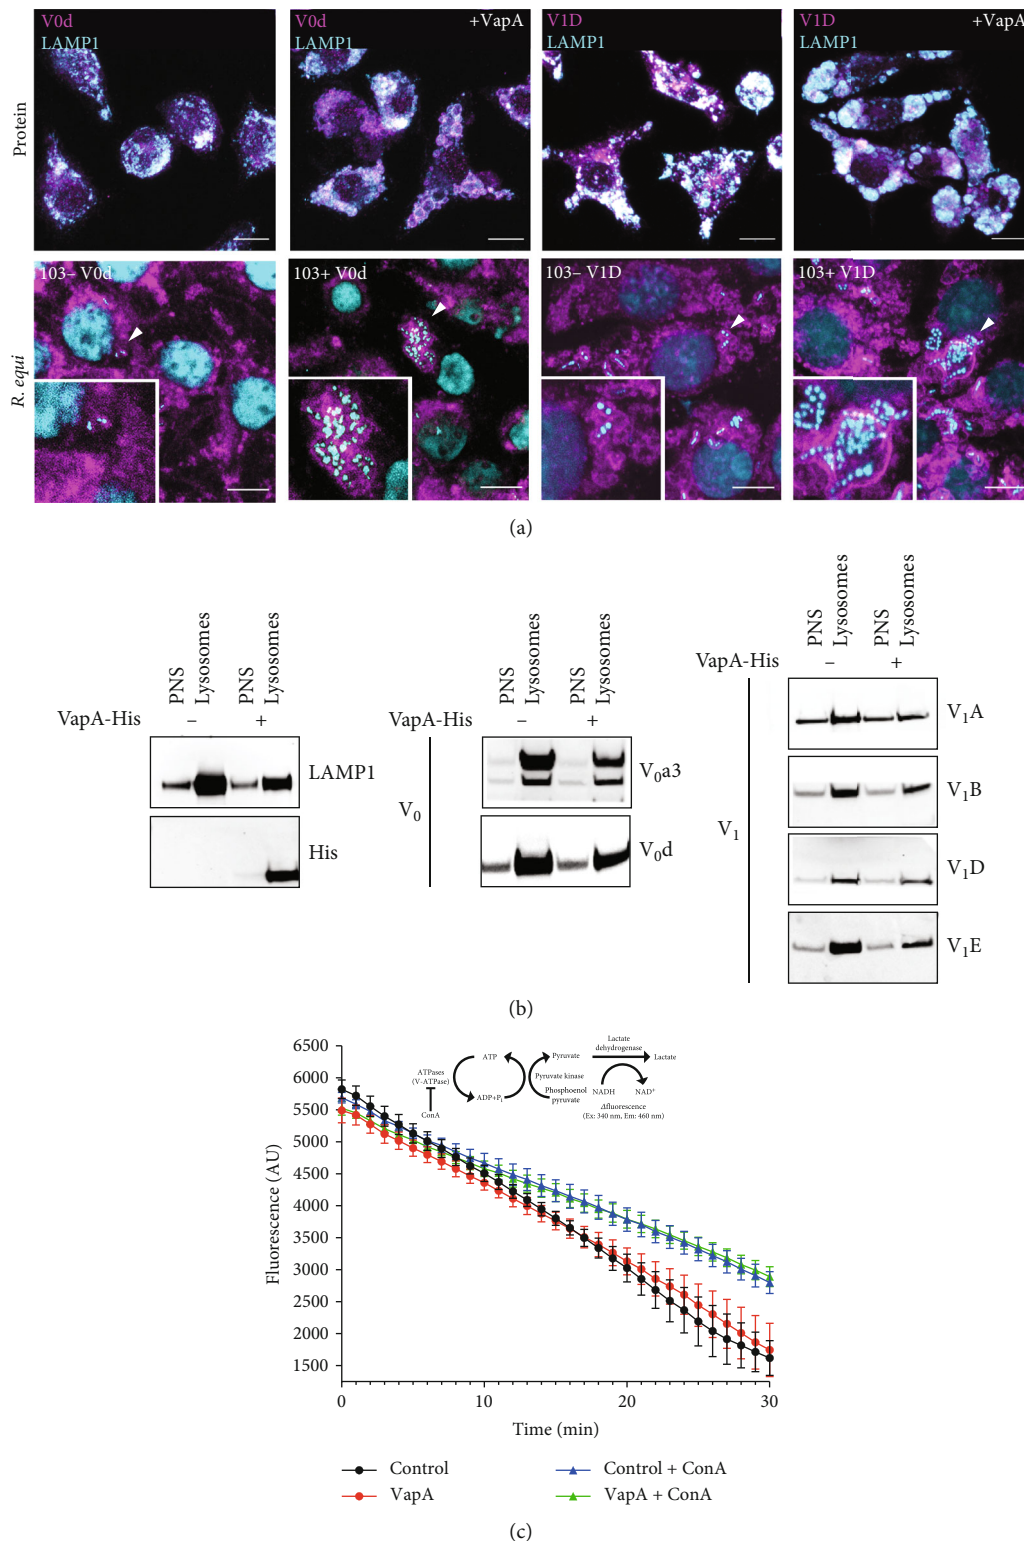 V0d
LAMP1
V0d +VapA
LAMP1
V1D
LAMP1
V1D +VapA
LAMP1
Protein
103– V0d
103+ V0d
103– V1D
103+ V1D
R. equi
(a)
PNS
Lysosomes
PNS
Lysosomes
VapA-His – +
LAMP1
His
PNS
Lysosomes
PNS
Lysosomes
VapA-His – +
V0
V0a3
V0d
PNS
Lysosomes
PNS
Lysosomes
VapA-His – +
V1
V1A
V1B
V1D
V1E
(b)
6500
6000
5500
5000
4500
4000
3500
3000
2500
2000
1500
Fluorescence (AU)
0 10 20 30
Time (min)
ATPases
(V-ATPase)
ConA
ATP
ADP+Pi
Pyruvate
Pyruvate kinase
Phosphoenol
pyruvate
Lactate
dehydrogenase
Lactate
NADH NAD+
Δfluorescence
(Ex: 340 nm, Em: 460 nm)
Control
VapA
Control + ConA
VapA + ConA
(c)